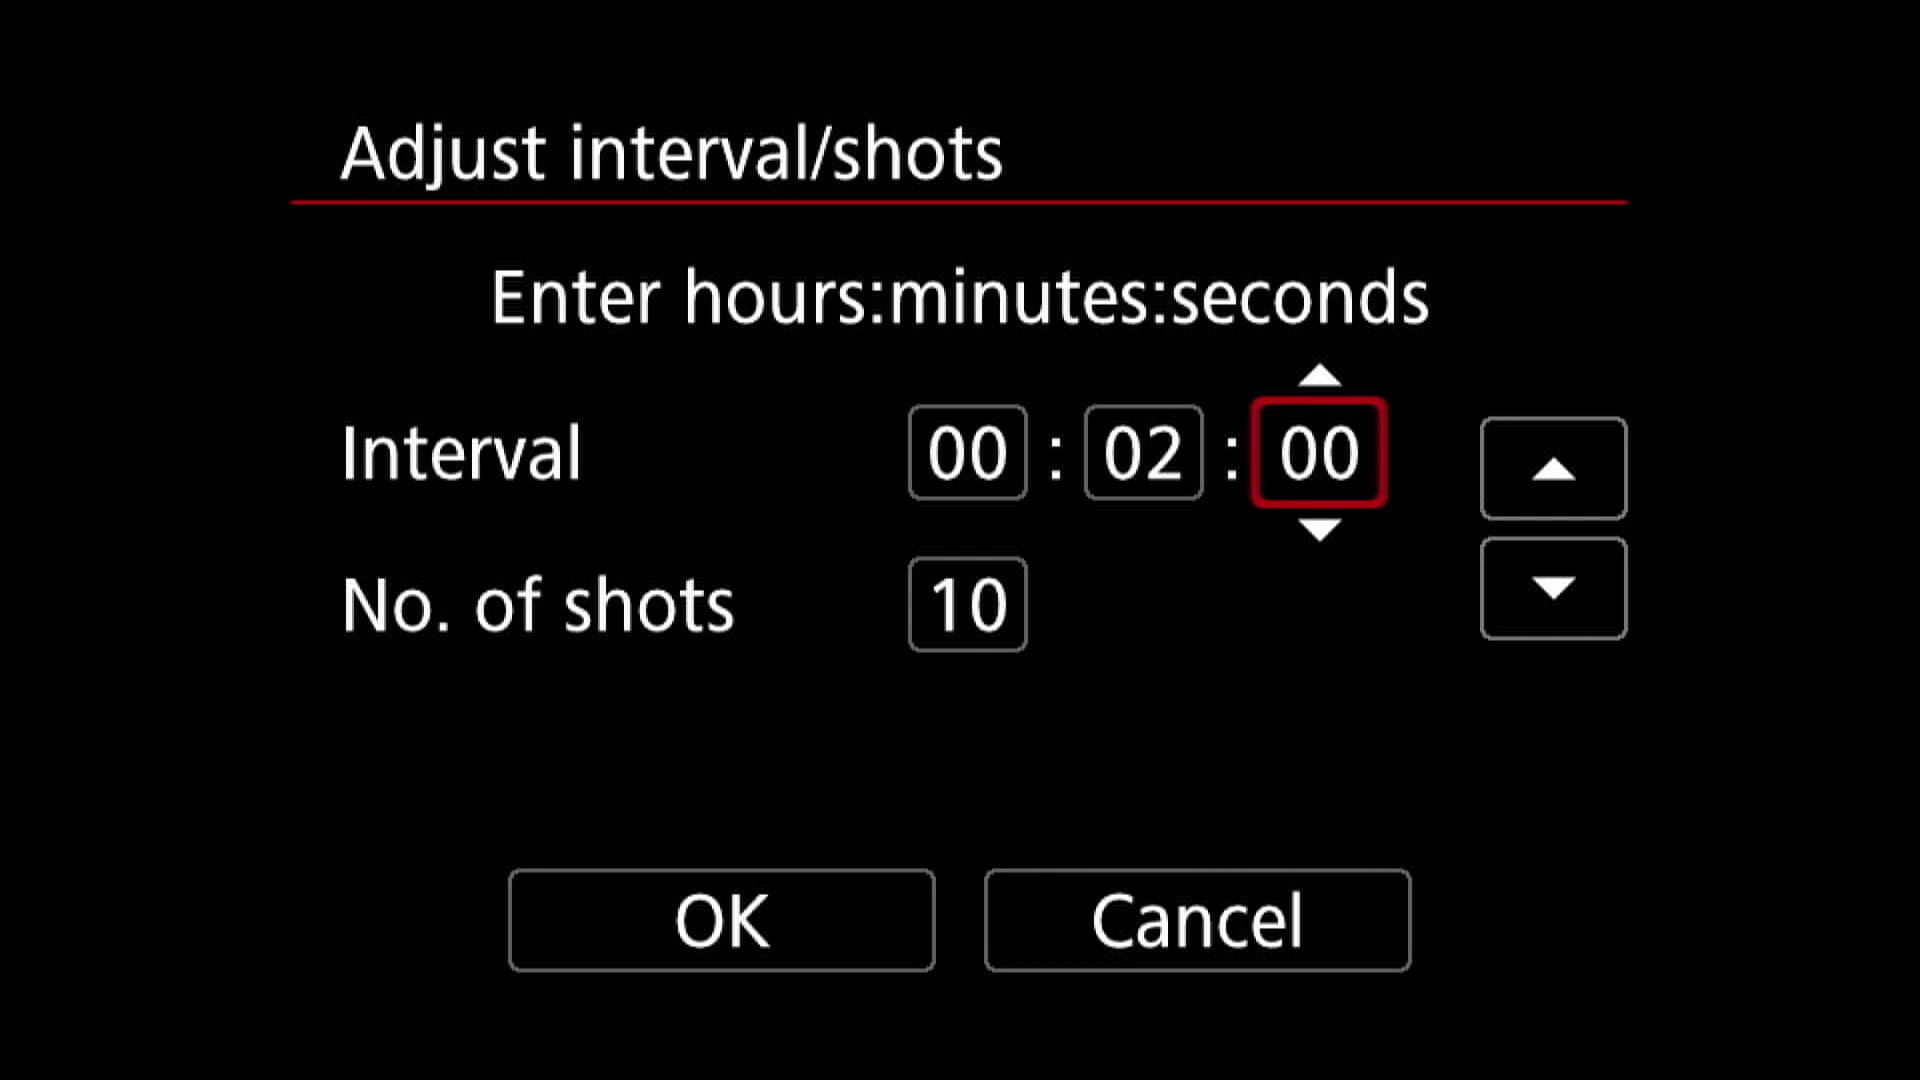 Adjust interval/shots
Enter hours:minutes:seconds
Interval 00 : 02 : 00
No. of shots 10
OK Cancel